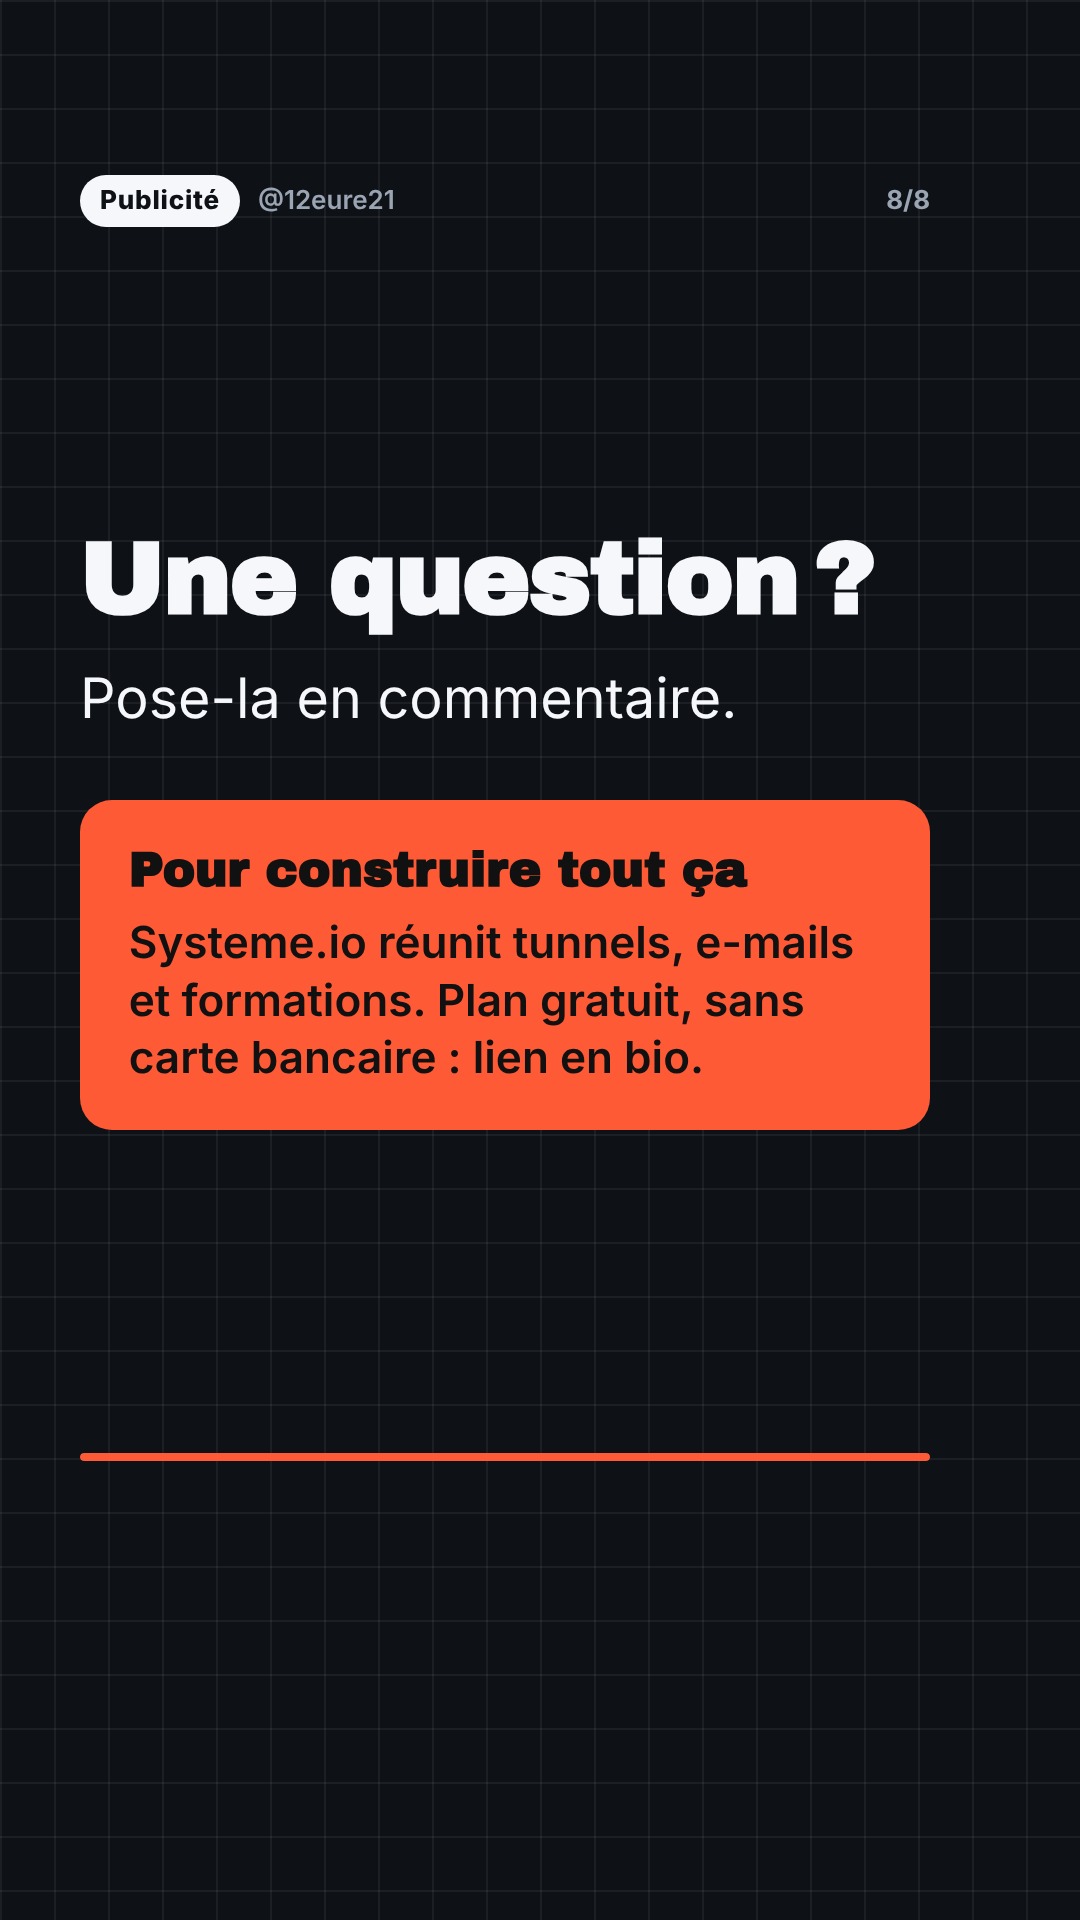 Publicité @12eure21 8/8
Une question ?
Pose-la en commentaire.
Pour construire tout ça
Systeme.io réunit tunnels, e-mails
et formations. Plan gratuit, sans
carte bancaire : lien en bio.